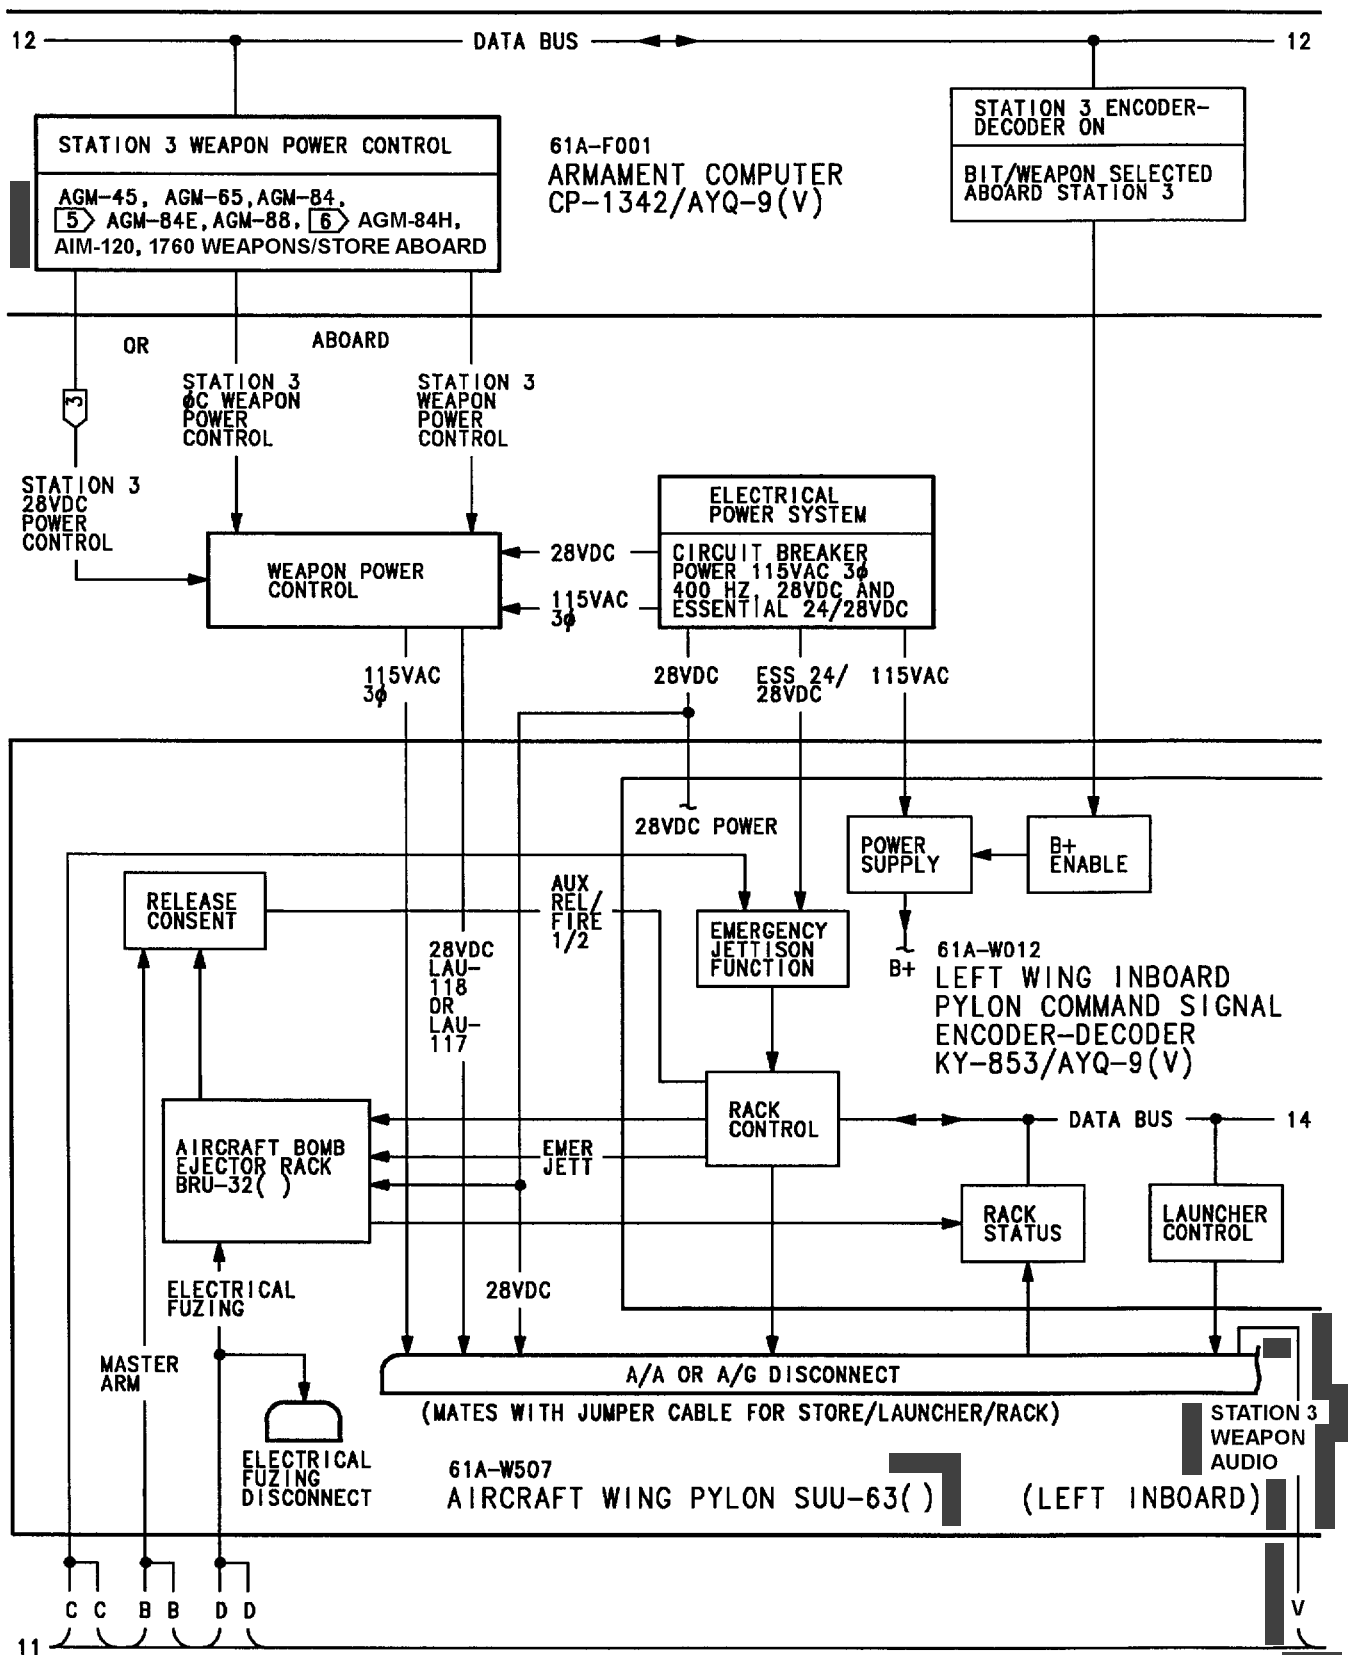 12
DATA BUS
12
STATION 3 WEAPON POWER CONTROL
AGM-45, AGM-65, AGM-84,
5 AGM-84E, AGM-88, 6 AGM-84H,
AIM-120, 1760 WEAPONS/STORE ABOARD
61A-F001
ARMAMENT COMPUTER
CP-1342/AYQ-9(V)
STATION 3 ENCODER-
DECODER ON
BIT/WEAPON SELECTED
ABOARD STATION 3
OR
ABOARD
3
STATION 3
ϕC WEAPON
POWER
CONTROL
STATION 3
WEAPON
POWER
CONTROL
STATION 3
28VDC
POWER
CONTROL
WEAPON POWER
CONTROL
28VDC
115VAC
3ϕ
ELECTRICAL
POWER SYSTEM
CIRCUIT BREAKER
POWER 115VAC 3ϕ
400 HZ, 28VDC AND
ESSENTIAL 24/28VDC
115VAC
3ϕ
28VDC
ESS 24/
28VDC
115VAC
28VDC POWER
POWER
SUPPLY
B+
ENABLE
B+
RELEASE
CONSENT
AUX
REL/
FIRE
1/2
28VDC
LAU-
118
OR
LAU-
117
EMERGENCY
JETTISON
FUNCTION
61A-W012
LEFT WING INBOARD
PYLON COMMAND SIGNAL
ENCODER-DECODER
KY-853/AYQ-9(V)
RACK
CONTROL
DATA BUS
14
AIRCRAFT BOMB
EJECTOR RACK
BRU-32( )
EMER
JETT
RACK
STATUS
LAUNCHER
CONTROL
ELECTRICAL
FUZING
28VDC
MASTER
ARM
A/A OR A/G DISCONNECT
(MATES WITH JUMPER CABLE FOR STORE/LAUNCHER/RACK)
STATION 3
WEAPON
AUDIO
ELECTRICAL
FUZING
DISCONNECT
61A-W507
AIRCRAFT WING PYLON SUU-63( ) (LEFT INBOARD)
C C B B D D
V
11